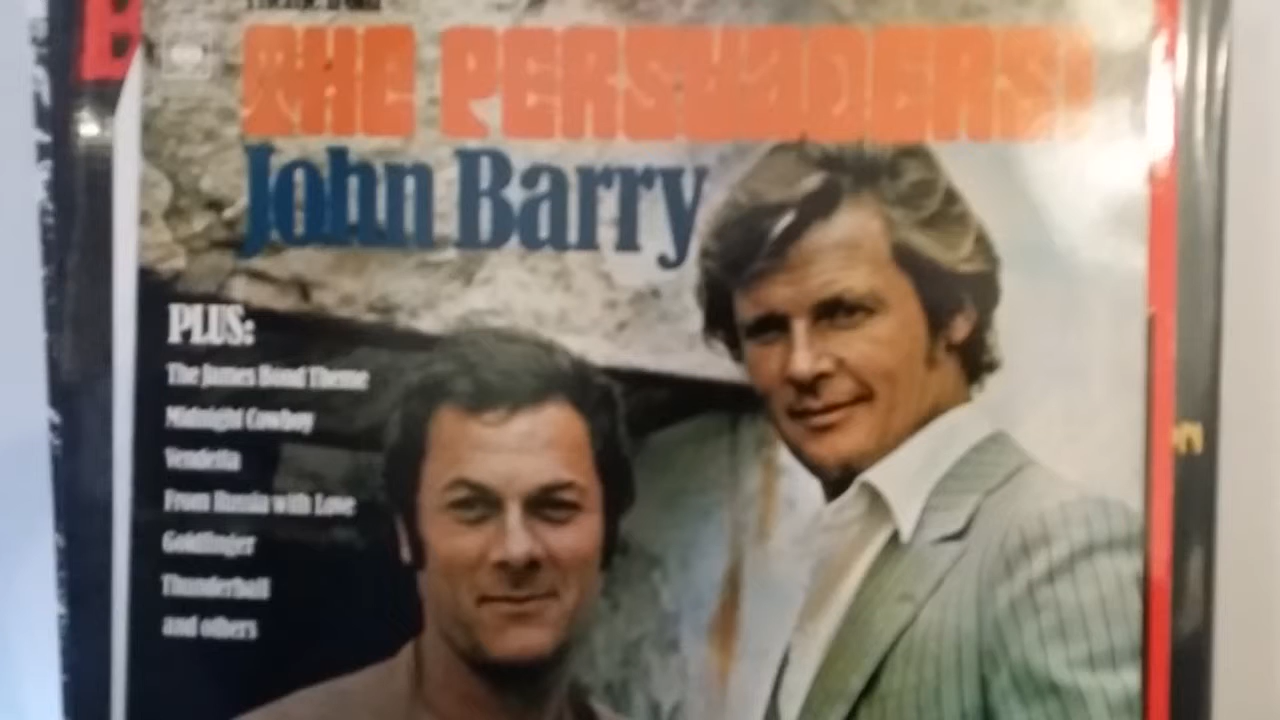 THE PERSUADERS!
John Barry
PLUS:
The James Bond Theme
Midnight Cowboy
Vendetta
From Russia with Love
Goldfinger
Thunderball
and others